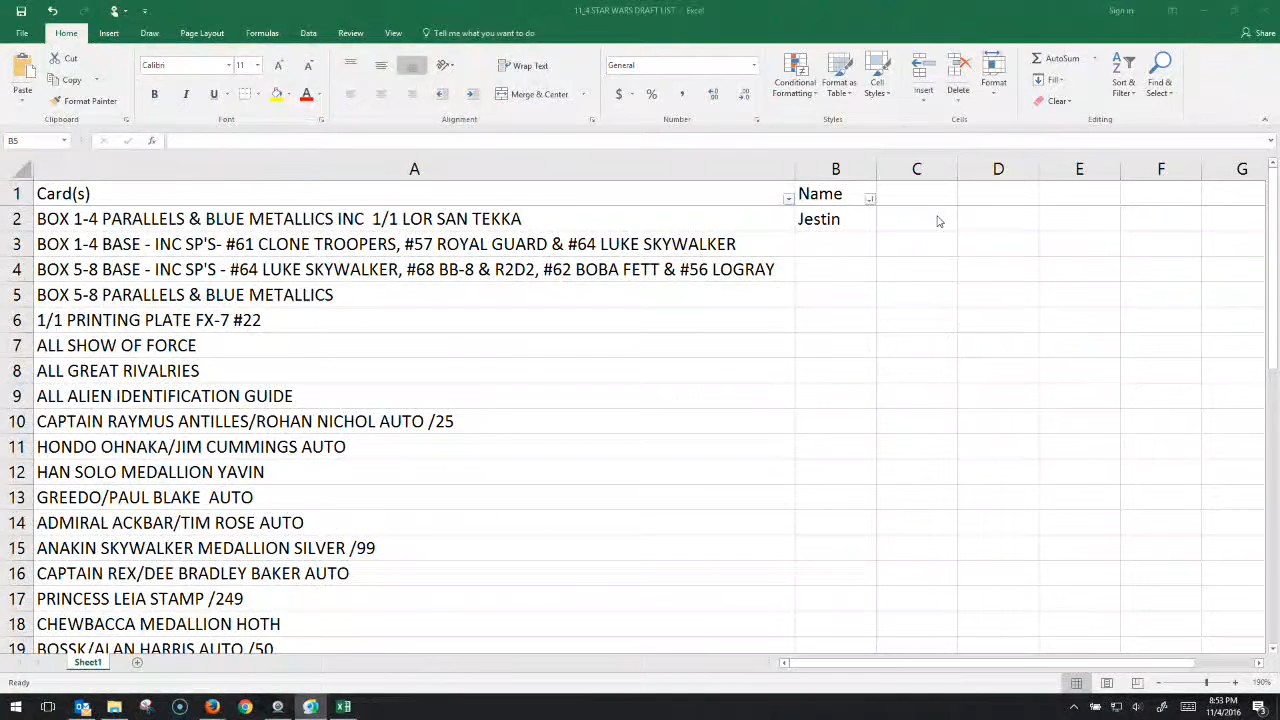 11_4 STAR WARS DRAFT LIST - Excel
Sign in
File Home Insert Draw Page Layout Formulas Data Review View Tell me what you want to do Share
Cut
Copy
Format Painter
Paste
Clipboard
Calibri 11
B I U
Font
Wrap Text
Merge & Center
Alignment
General
$ % ,
Number
Conditional Formatting
Format as Table
Cell Styles
Styles
Insert Delete Format
Cells
AutoSum
Fill
Clear
Sort & Filter
Find & Select
Editing
B5 fx
A B C D E F G
1 Card(s) Name
2 BOX 1-4 PARALLELS & BLUE METALLICS INC 1/1 LOR SAN TEKKA Jestin
3 BOX 1-4 BASE - INC SP'S- #61 CLONE TROOPERS, #57 ROYAL GUARD & #64 LUKE SKYWALKER
4 BOX 5-8 BASE - INC SP'S - #64 LUKE SKYWALKER, #68 BB-8 & R2D2, #62 BOBA FETT & #56 LOGRAY
5 BOX 5-8 PARALLELS & BLUE METALLICS
6 1/1 PRINTING PLATE FX-7 #22
7 ALL SHOW OF FORCE
8 ALL GREAT RIVALRIES
9 ALL ALIEN IDENTIFICATION GUIDE
10 CAPTAIN RAYMUS ANTILLES/ROHAN NICHOL AUTO /25
11 HONDO OHNAKA/JIM CUMMINGS AUTO
12 HAN SOLO MEDALLION YAVIN
13 GREEDO/PAUL BLAKE AUTO
14 ADMIRAL ACKBAR/TIM ROSE AUTO
15 ANAKIN SKYWALKER MEDALLION SILVER /99
16 CAPTAIN REX/DEE BRADLEY BAKER AUTO
17 PRINCESS LEIA STAMP /249
18 CHEWBACCA MEDALLION HOTH
19 BOSSK/ALAN HARRIS AUTO /50
Sheet1
Ready
190%
8:53 PM
11/4/2016